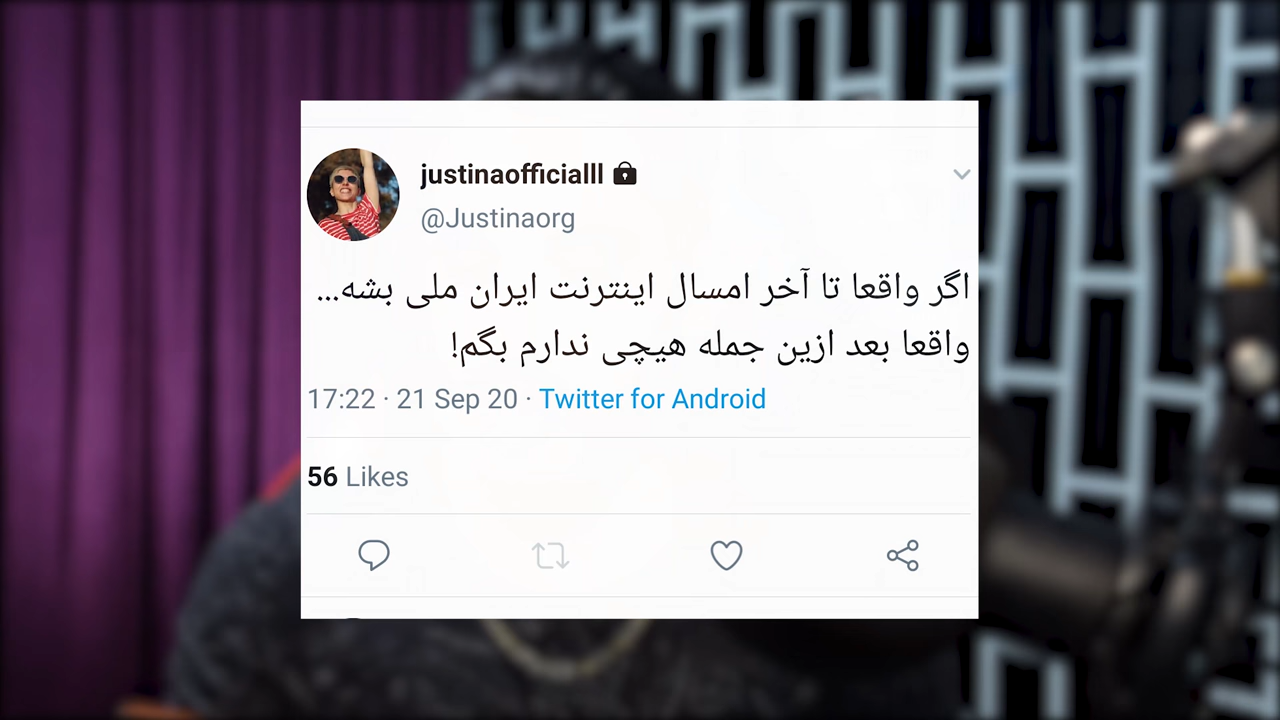 justinaofficialll
@Justinaorg
اگر واقعا تا آخر امسال اینترنت ایران ملی بشه...
واقعا بعد ازین جمله هیچی ندارم بگم!
17:22 · 21 Sep 20 · Twitter for Android
56 Likes